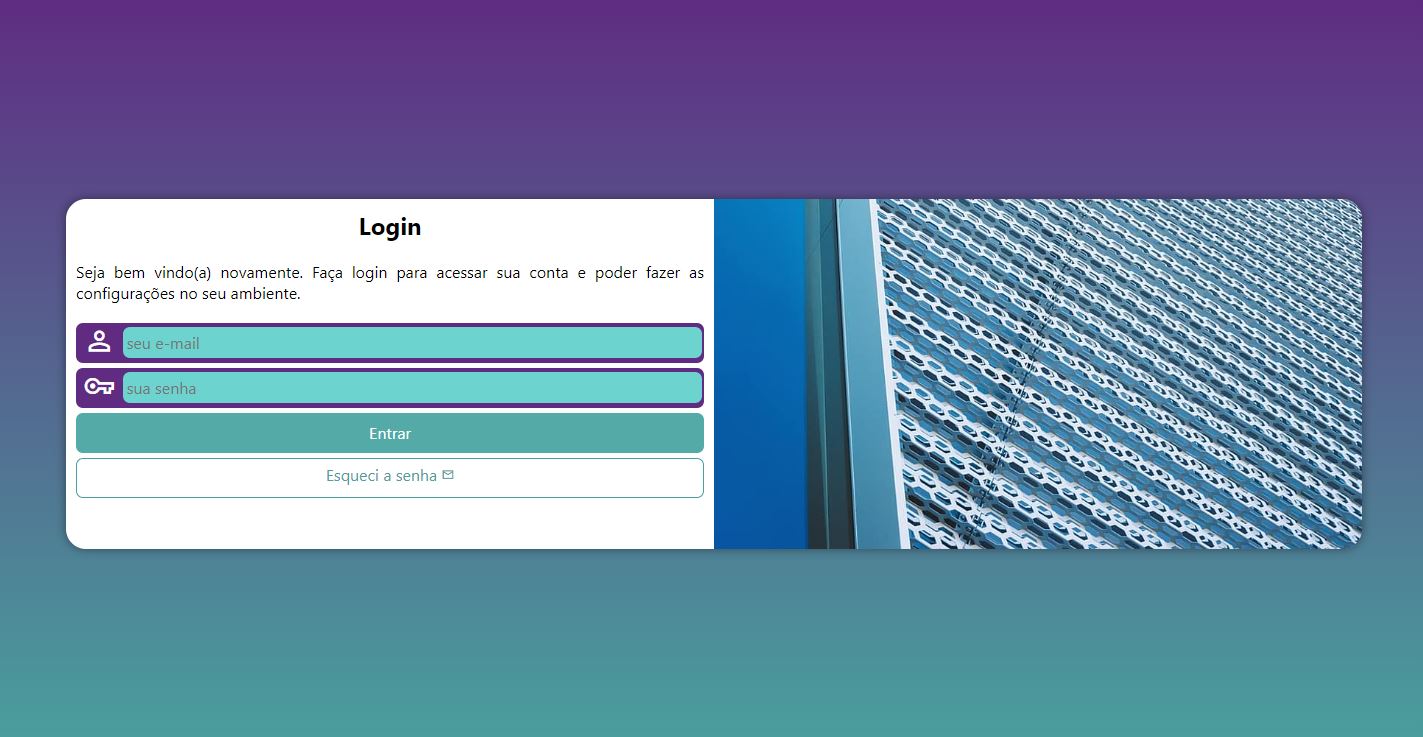 Login
Seja bem vindo(a) novamente. Faça login para acessar sua conta e poder fazer as
configurações no seu ambiente.
seu e-mail
sua senha
Entrar
Esqueci a senha